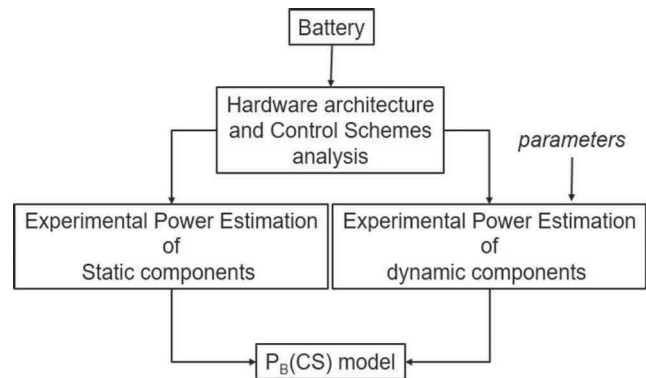 Battery
Hardware architecture
and Control Schemes
analysis
parameters
Experimental Power Estimation
of
Static components
Experimental Power Estimation
of
dynamic components
P_B(CS) model